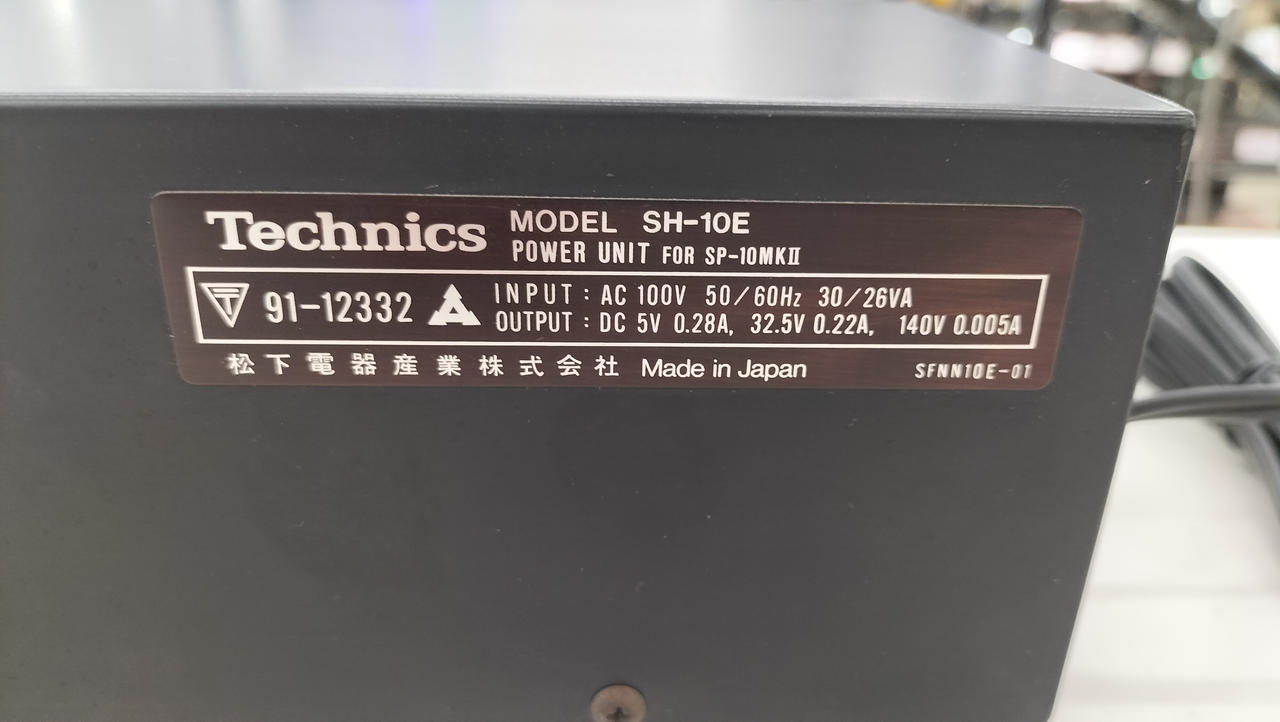 Technics MODEL SH-10E
POWER UNIT FOR SP-10MKⅡ
91-12332
INPUT : AC 100V 50/60Hz 30/26VA
OUTPUT : DC 5V 0.28A, 32.5V 0.22A, 140V 0.005A
松下電器産業株式会社 Made in Japan SFNN10E-01